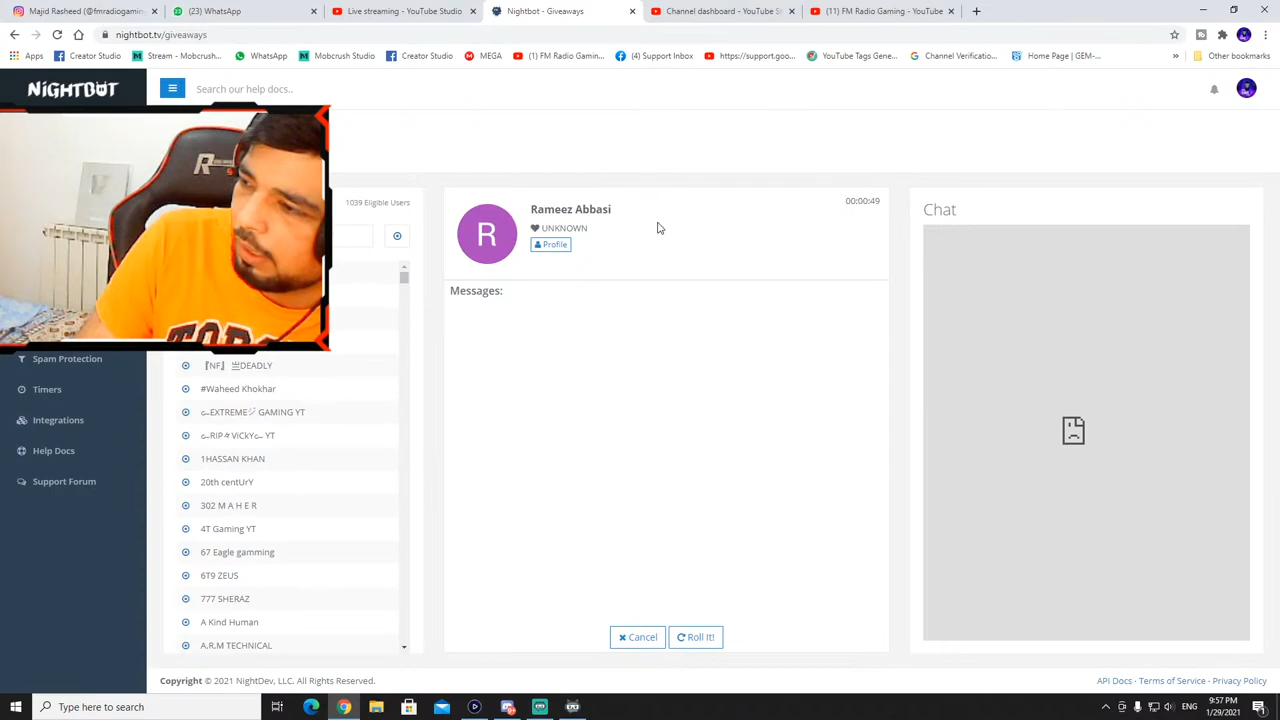 Majid Rashid (@fmradiogamin
(23) WhatsApp
Live streaming - YouTube Studio
Nightbot - Giveaways
Channel dashboard - YouTube S
(11) FM Radio Gaming - YouTube
nightbot.tv/giveaways
Apps
Creator Studio
Stream - Mobcrush...
WhatsApp
Mobcrush Studio
Creator Studio
MEGA
(1) FM Radio Gamin...
(4) Support Inbox
https://support.goo...
YouTube Tags Gener...
Channel Verificatio...
Home Page | GEM-...
Other bookmarks
NiGHTBOT
Search our help docs..
1039 Eligible Users
Rameez Abbasi
UNKNOWN
Profile
00:00:49
Chat
Messages:
R
Spam Protection
Timers
Integrations
Help Docs
Support Forum
#Waheed Khokhar
1HASSAN KHAN
20th centUrY
302 M A H E R
4T Gaming YT
67 Eagle gamming
6T9 ZEUS
777 SHERAZ
A Kind Human
A.R.M TECHNICAL
Cancel
Roll It!
Copyright © 2021 NightDev, LLC. All Rights Reserved.
API Docs · Terms of Service · Privacy Policy
Type here to search
9:57 PM
1/29/2021